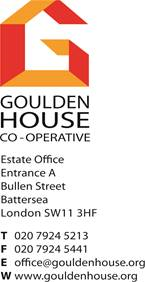 GOULDEN
HOUSE
CO-OPERATIVE
Estate Office
Entrance A
Bullen Street
Battersea
London SW11 3HF
T 020 7924 5213
F 020 7924 5441
E office@gouldenhouse.org
W www.gouldenhouse.org